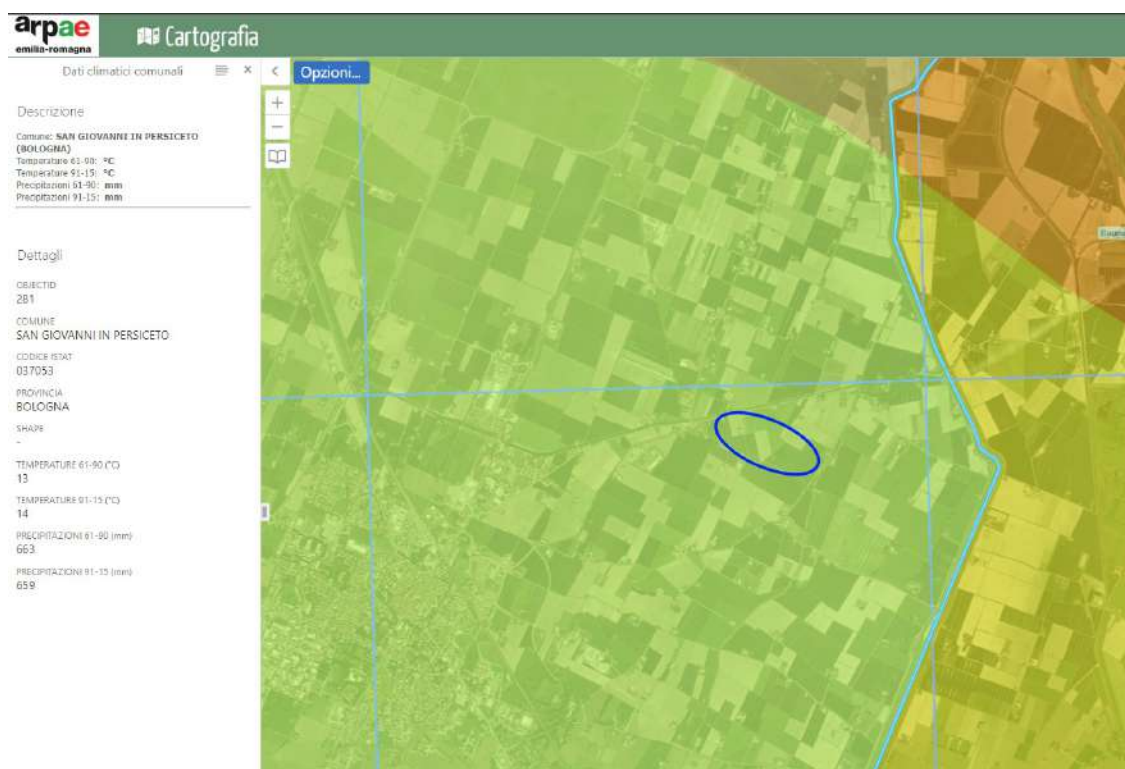 arpae
emilia-romagna
Cartografia
Dati climatici comunali
Opzioni...
Descrizione
Comune: SAN GIOVANNI IN PERSICETO
(BOLOGNA)
Temperature 61-90: °C
Temperature 91-15: °C
Precipitazioni 61-90: mm
Precipitazioni 91-15: mm
Dettagli
OBJECTID
281
COMUNE
SAN GIOVANNI IN PERSICETO
CODICE ISTAT
037053
PROVINCIA
BOLOGNA
SHAPE
-
TEMPERATURE 61-90 (°C)
13
TEMPERATURE 91-15 (°C)
14
PRECIPITAZIONI 61-90 (mm)
663
PRECIPITAZIONI 91-15 (mm)
659